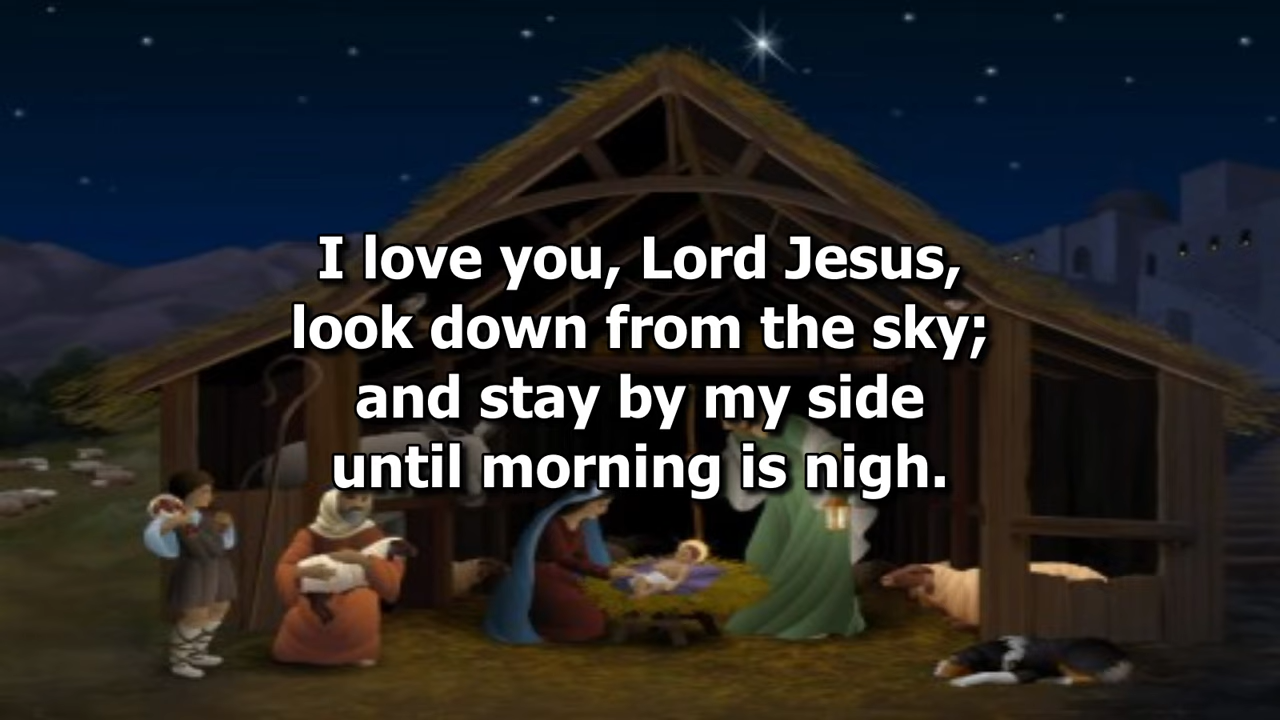 I love you, Lord Jesus,
look down from the sky;
and stay by my side
until morning is nigh.